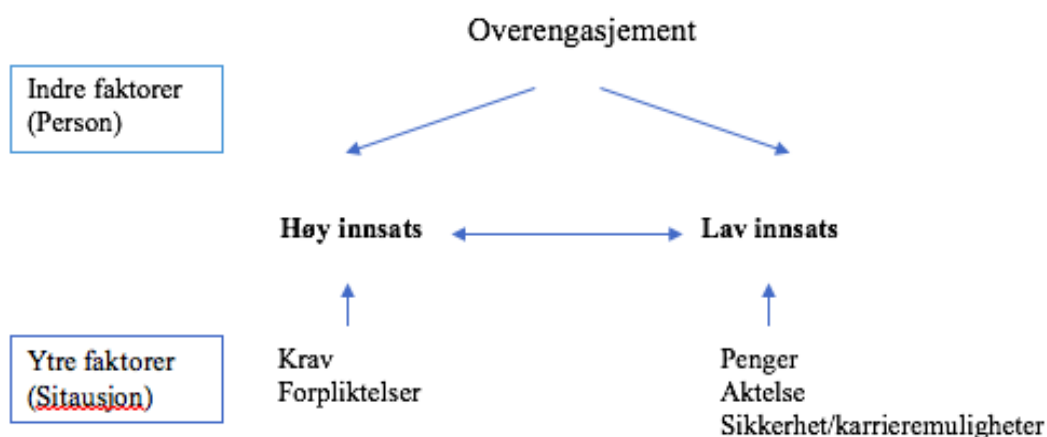 Overengasjement
Indre faktorer
(Person)
Høy innsats
Lav innsats
Ytre faktorer
(Sitausjon)
Krav
Forpliktelser
Penger
Aktelse
Sikkerhet/karrieremuligheter